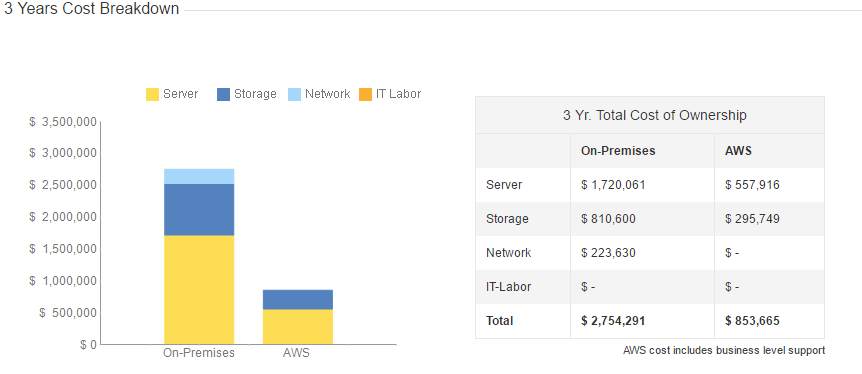 3 Years Cost Breakdown
Server Storage Network IT Labor
$ 3,500,000
$ 3,000,000
$ 2,500,000
$ 2,000,000
$ 1,500,000
$ 1,000,000
$ 500,000
$ 0
On-Premises AWS
3 Yr. Total Cost of Ownership
On-Premises AWS
Server $ 1,720,061 $ 557,916
Storage $ 810,600 $ 295,749
Network $ 223,630 $ -
IT-Labor $ - $ -
Total $ 2,754,291 $ 853,665
AWS cost includes business level support